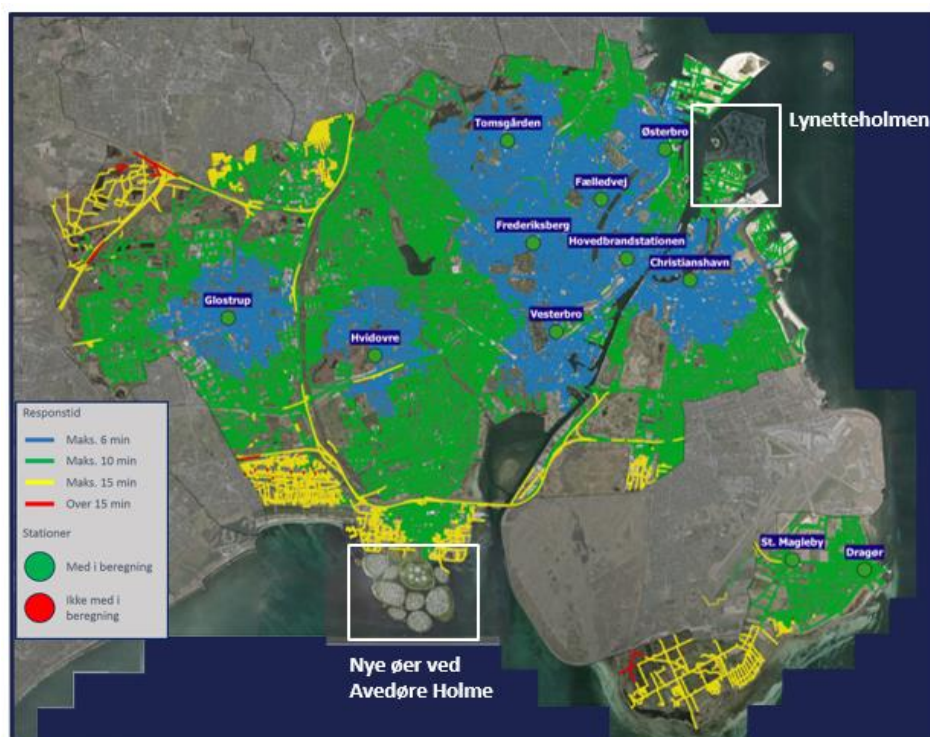 Lynetteholmen
Tomsgården
Østerbro
Fælledvej
Frederiksberg
Hovedbrandstationen
Christianshavn
Glostrup
Vesterbro
Hvidovre
Responstid
Maks. 6 min
Maks. 10 min
Maks. 15 min
Over 15 min
Stationer
Med i beregning
Ikke med i
beregning
St. Magleby
Dragør
Nye øer ved
Avedøre Holme